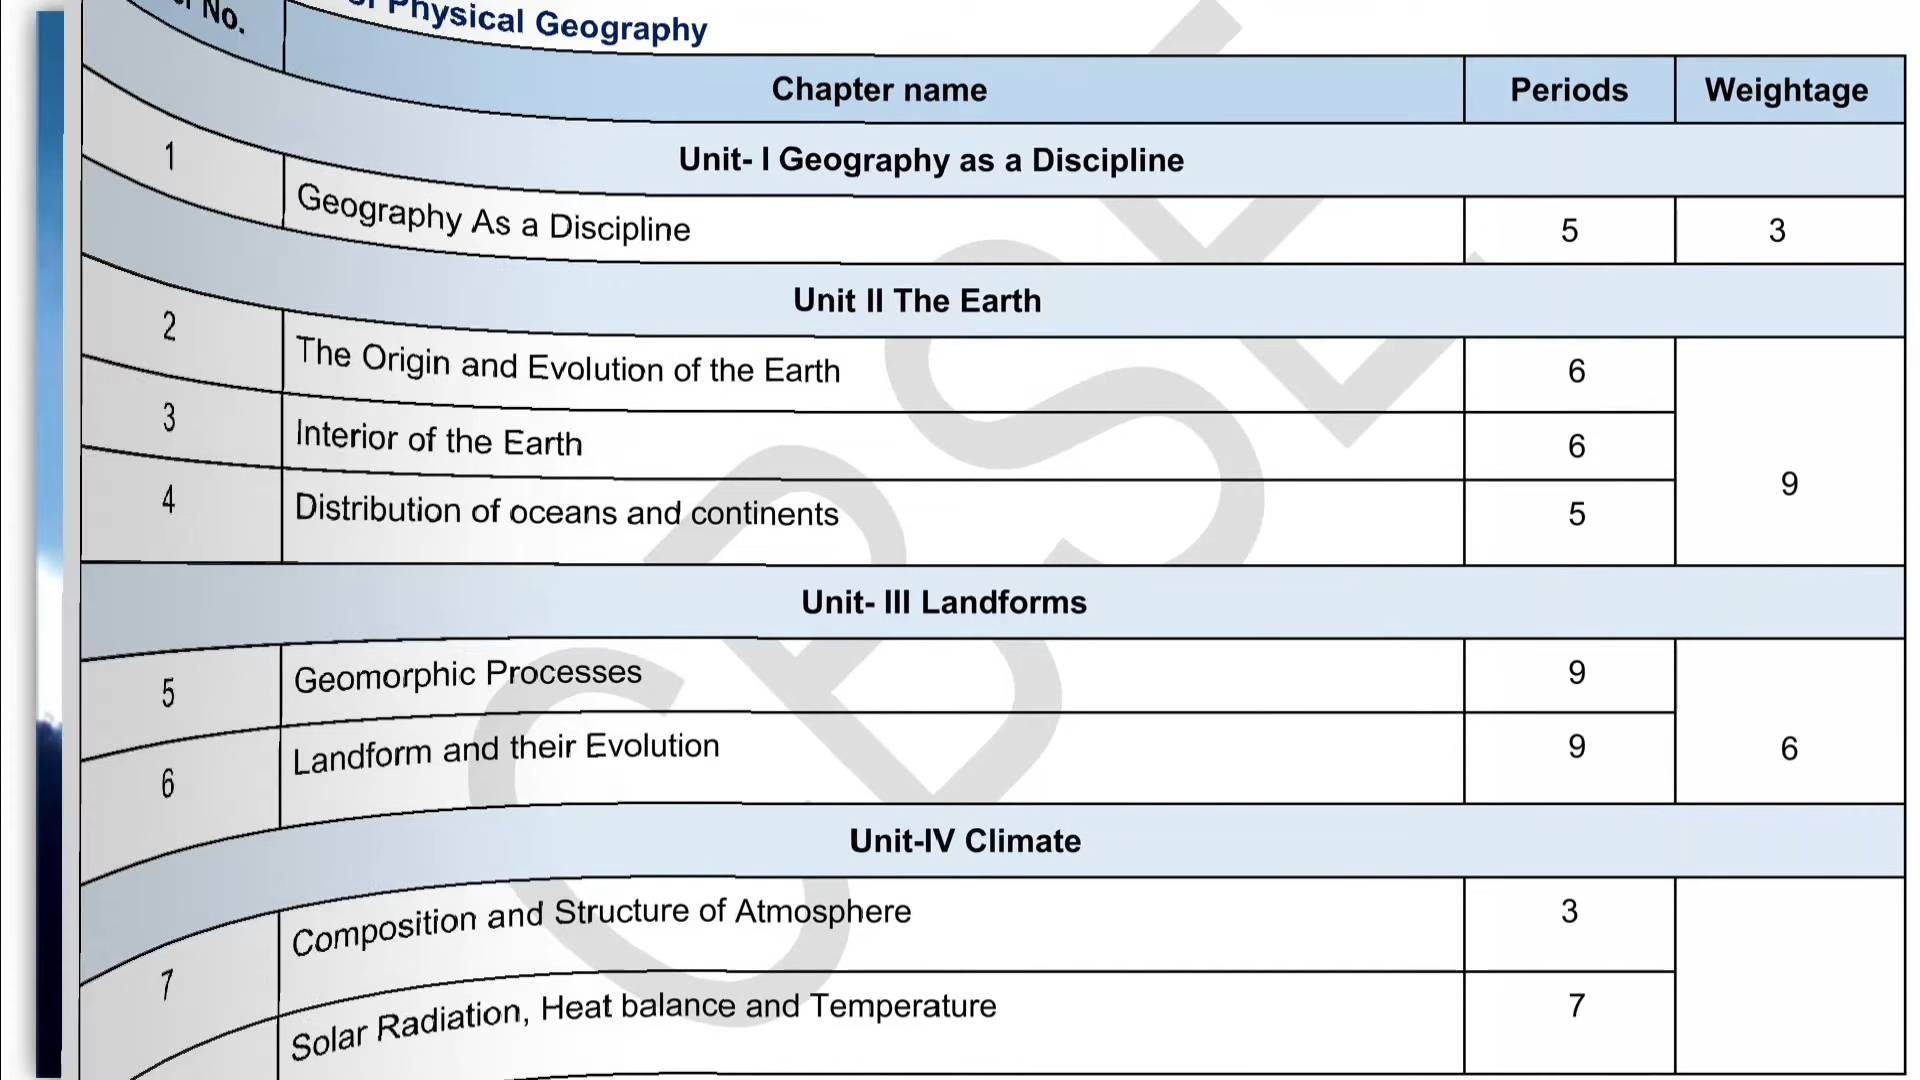 No.
Physical Geography
Chapter name Periods Weightage
Unit- I Geography as a Discipline
1 Geography As a Discipline 5 3
Unit II The Earth
2 The Origin and Evolution of the Earth 6
3 Interior of the Earth 6
9
4 Distribution of oceans and continents 5
Unit- III Landforms
5 Geomorphic Processes 9
6 Landform and their Evolution 9 6
Unit-IV Climate
7 Composition and Structure of Atmosphere 3
Solar Radiation, Heat balance and Temperature 7
CBSE